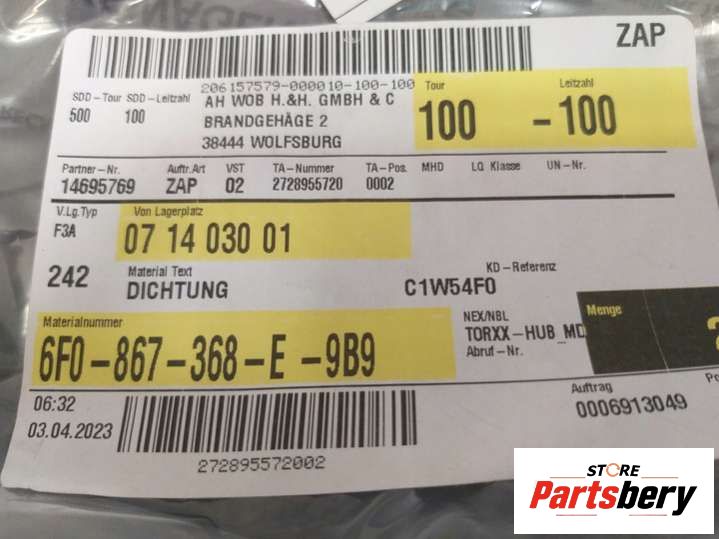 ZAP
206157579-000010-100-100
SDD-Tour SDD-Leitzahl
500 100
AH WOB H.&H. GMBH & C
BRANDGEHÄGE 2
38444 WOLFSBURG
Tour Leitzahl
100 -100
Partner-Nr. Auftr.Art VST TA-Nummer TA-Pos. MHD LQ Klasse UN-Nr.
14695769 ZAP 02 2728955720 0002
V.Lg.Typ Von Lagerplatz
F3A 07 14 030 01
242 Material Text KD-Referenz
DICHTUNG C1W54F0
Materialnummer NEX/NBL Menge
6F0-867-368-E -9B9 TORXX-HUB_MD
Abruf-Nr.
06:32 Auftrag
03.04.2023 0006913049
272895572002
STORE
Partsbery